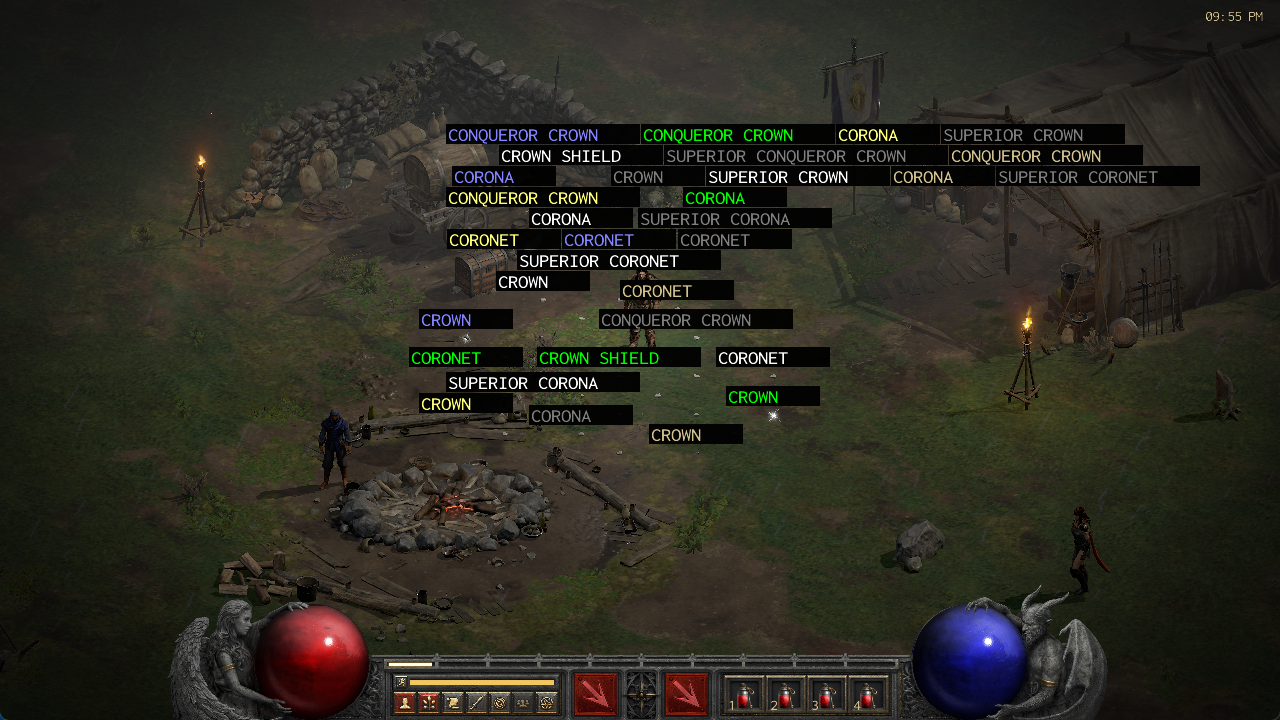 09:55 PM
CONQUEROR CROWN CONQUEROR CROWN CORONA SUPERIOR CROWN
CROWN SHIELD SUPERIOR CONQUEROR CROWN CONQUEROR CROWN
CORONA CROWN SUPERIOR CROWN CORONA SUPERIOR CORONET
CONQUEROR CROWN CORONA
CORONA SUPERIOR CORONA
CORONET CORONET CORONET
SUPERIOR CORONET
CROWN
CORONET
CROWN CONQUEROR CROWN
CORONET CROWN SHIELD CORONET
SUPERIOR CORONA
CROWN
CROWN
CORONA
CROWN
1 2 3 4